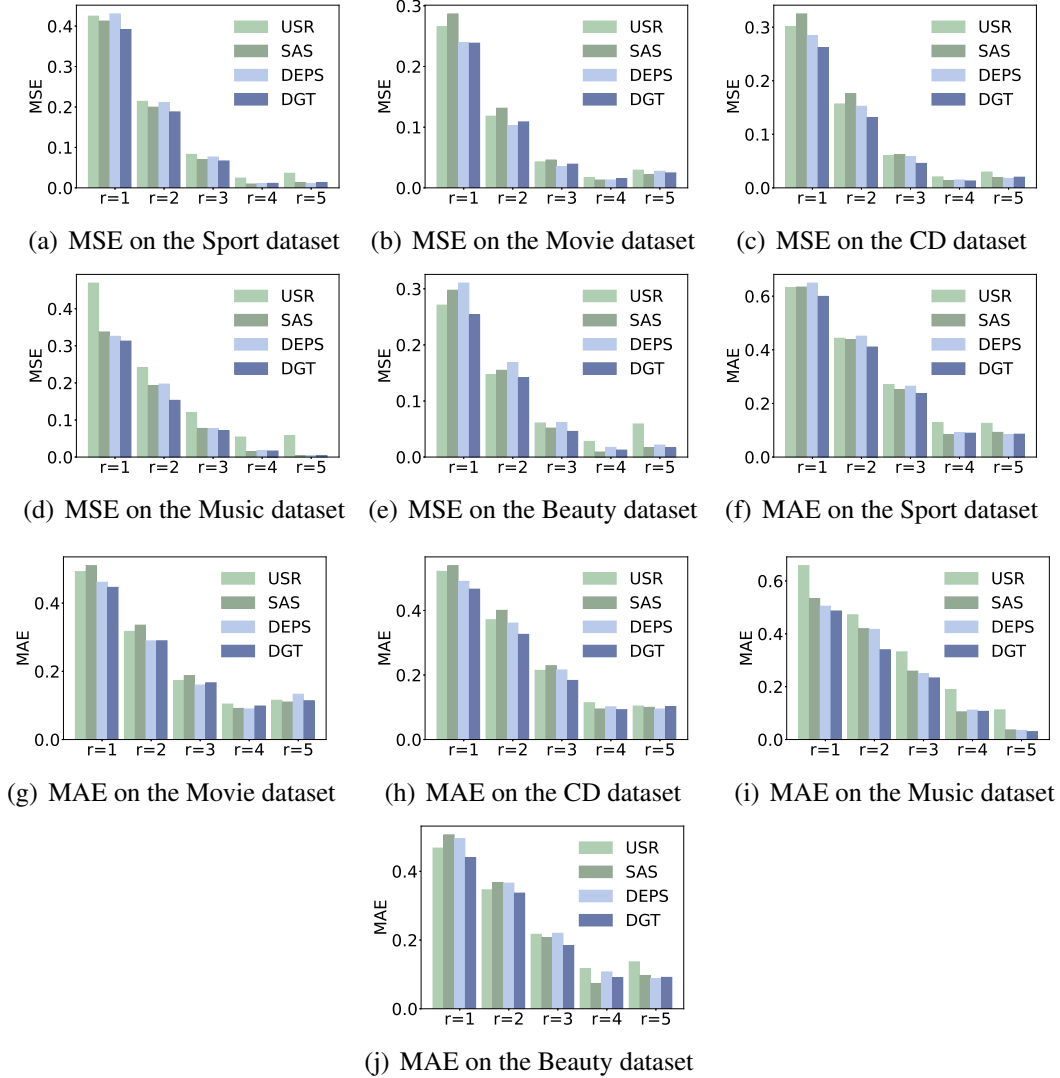 0.4
0.3
0.2
0.1
0.0
MSE
USR
SAS
DEPS
DGT
r=1 r=2 r=3 r=4 r=5
(a) MSE on the Sport dataset
0.3
0.2
0.1
0.0
MSE
USR
SAS
DEPS
DGT
r=1 r=2 r=3 r=4 r=5
(b) MSE on the Movie dataset
0.3
0.2
0.1
0.0
MSE
USR
SAS
DEPS
DGT
r=1 r=2 r=3 r=4 r=5
(c) MSE on the CD dataset
0.4
0.3
0.2
0.1
0.0
MSE
USR
SAS
DEPS
DGT
r=1 r=2 r=3 r=4 r=5
(d) MSE on the Music dataset
0.3
0.2
0.1
0.0
MSE
USR
SAS
DEPS
DGT
r=1 r=2 r=3 r=4 r=5
(e) MSE on the Beauty dataset
0.6
0.4
0.2
0.0
MAE
USR
SAS
DEPS
DGT
r=1 r=2 r=3 r=4 r=5
(f) MAE on the Sport dataset
0.4
0.2
0.0
MAE
USR
SAS
DEPS
DGT
r=1 r=2 r=3 r=4 r=5
(g) MAE on the Movie dataset
0.4
0.2
0.0
MAE
USR
SAS
DEPS
DGT
r=1 r=2 r=3 r=4 r=5
(h) MAE on the CD dataset
0.6
0.4
0.2
0.0
MAE
USR
SAS
DEPS
DGT
r=1 r=2 r=3 r=4 r=5
(i) MAE on the Music dataset
0.4
0.2
0.0
MAE
USR
SAS
DEPS
DGT
r=1 r=2 r=3 r=4 r=5
(j) MAE on the Beauty dataset